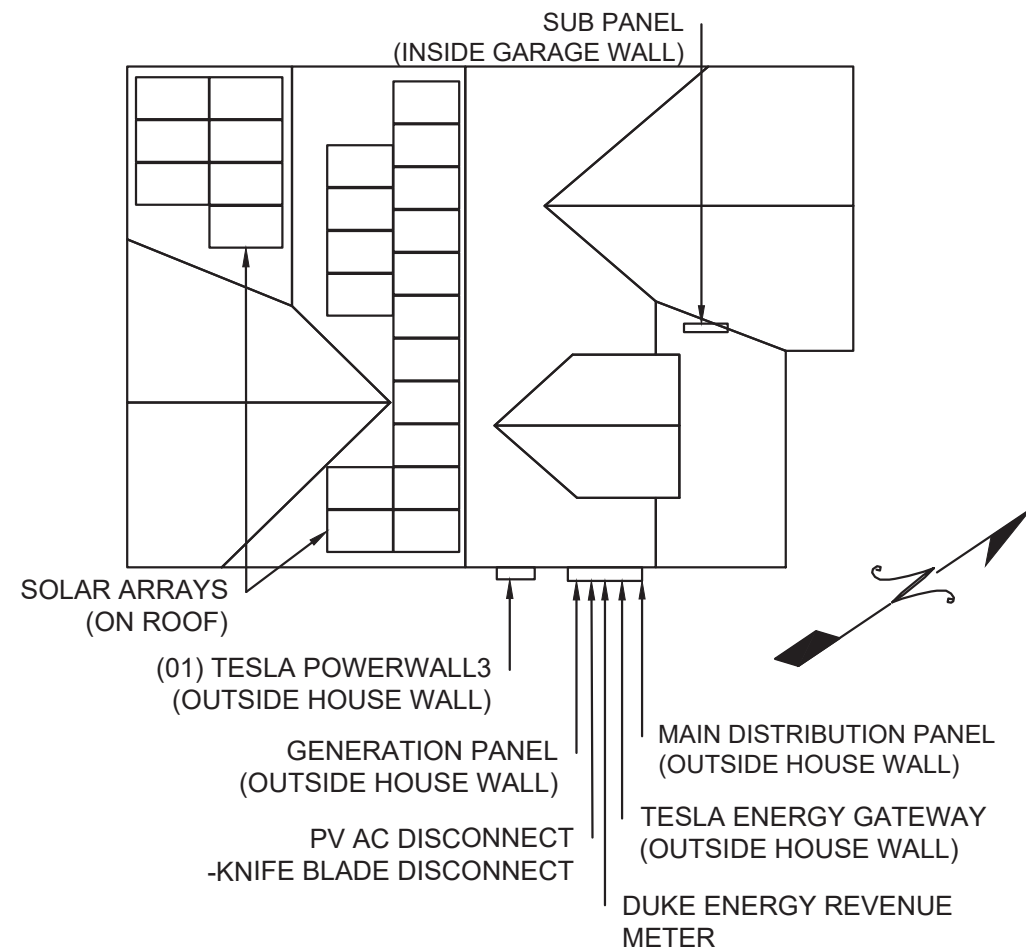 SUB PANEL
(INSIDE GARAGE WALL)
SOLAR ARRAYS
(ON ROOF)
(01) TESLA POWERWALL3
(OUTSIDE HOUSE WALL)
GENERATION PANEL
(OUTSIDE HOUSE WALL)
MAIN DISTRIBUTION PANEL
(OUTSIDE HOUSE WALL)
PV AC DISCONNECT
-KNIFE BLADE DISCONNECT
TESLA ENERGY GATEWAY
(OUTSIDE HOUSE WALL)
DUKE ENERGY REVENUE
METER